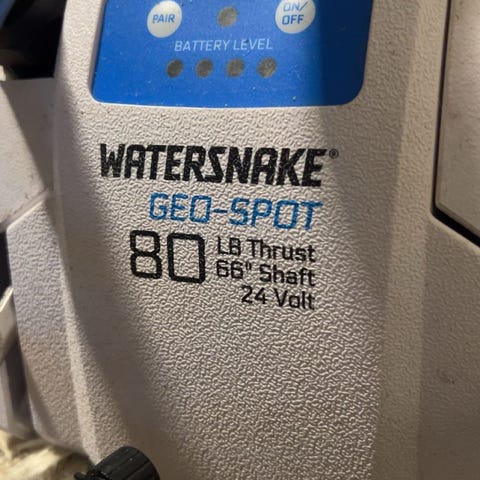 PAIR
ON/
OFF
BATTERY LEVEL
WATERSNAKE®
GEO-SPOT
80
LB Thrust
66" Shaft
24 Volt